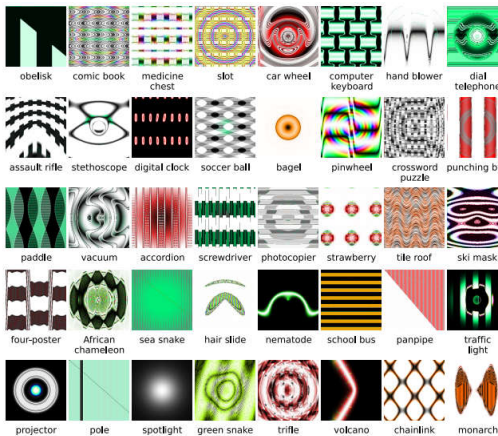 obelisk comic book medicine chest slot car wheel computer keyboard hand blower dial telephone
assault rifle stethoscope digital clock soccer ball bagel pinwheel crossword puzzle punching b
paddle vacuum accordion screwdriver photocopier strawberry tile roof ski mask
four-poster African chameleon sea snake hair slide nematode school bus panpipe traffic light
projector pole spotlight green snake trifle volcano chainlink monarch